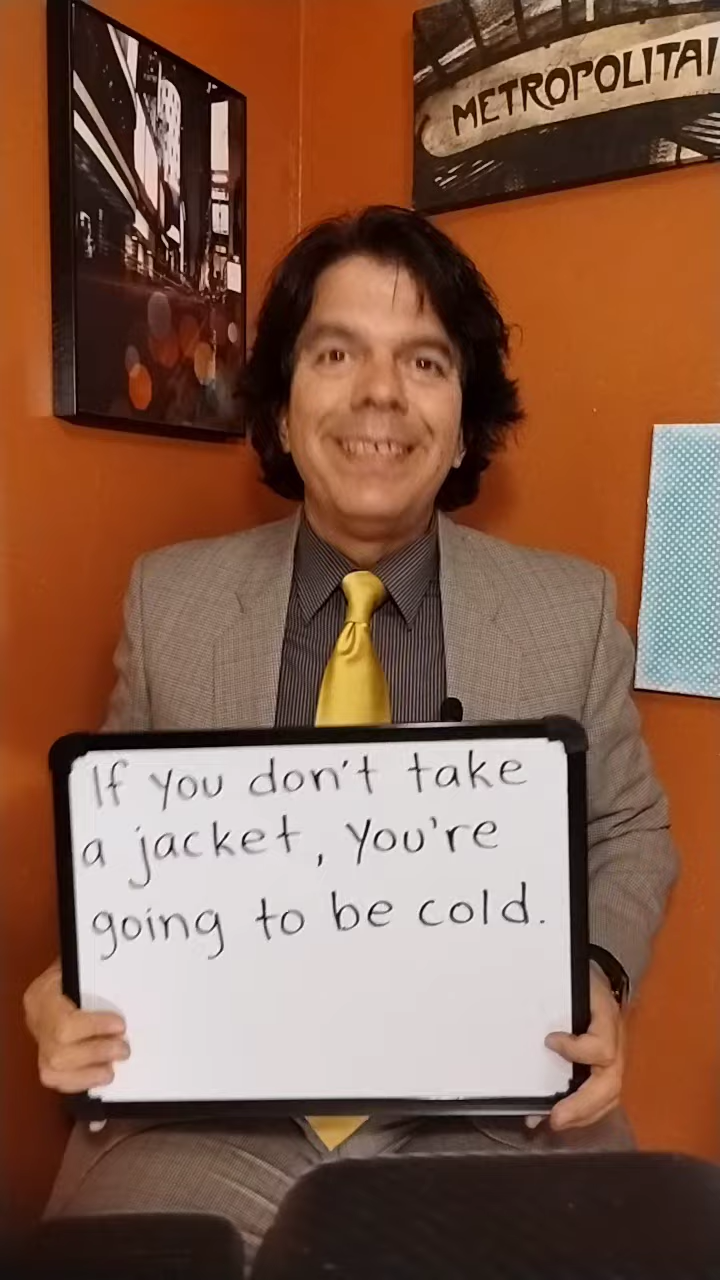 METROPOLITAI
If you don't take
a jacket, you're
going to be cold.